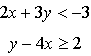 2x + 3y < −3
y − 4x ≥ 2